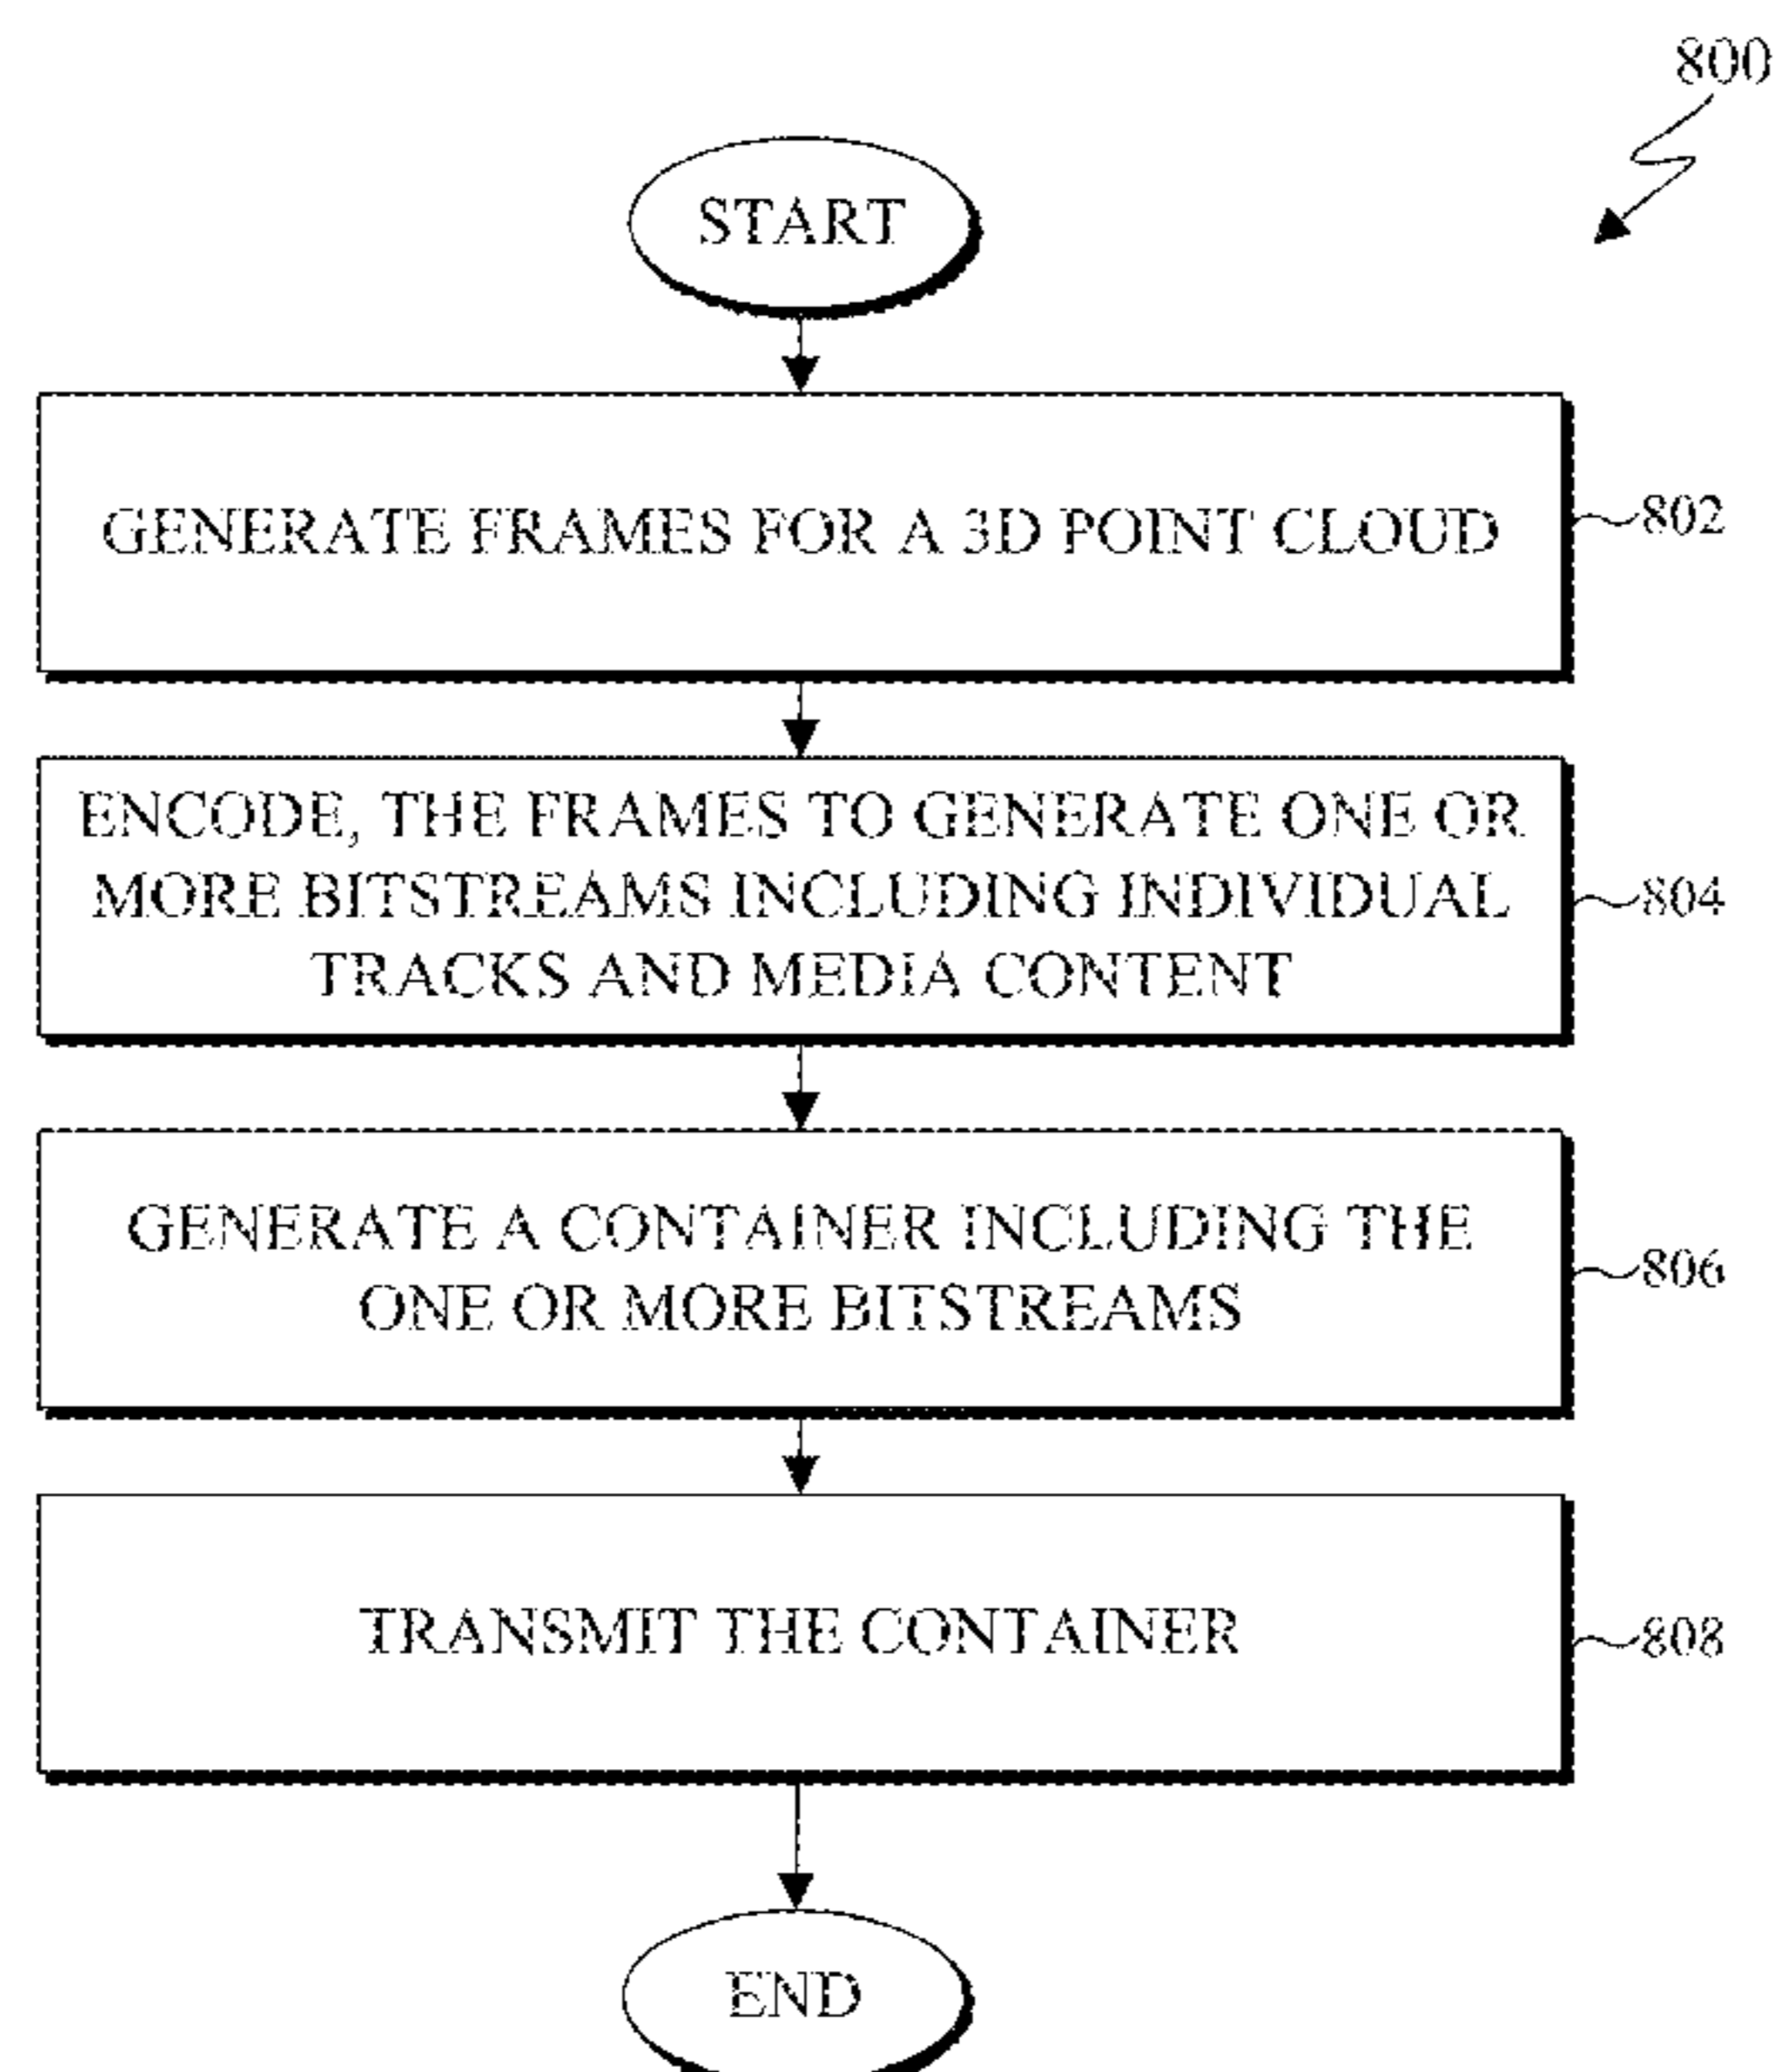 800
START
GENERATE FRAMES FOR A 3D POINT CLOUD
802
ENCODE, THE FRAMES TO GENERATE ONE OR
MORE BITSTREAMS INCLUDING INDIVIDUAL
TRACKS AND MEDIA CONTENT
804
GENERATE A CONTAINER INCLUDING THE
ONE OR MORE BITSTREAMS
806
TRANSMIT THE CONTAINER
808
END